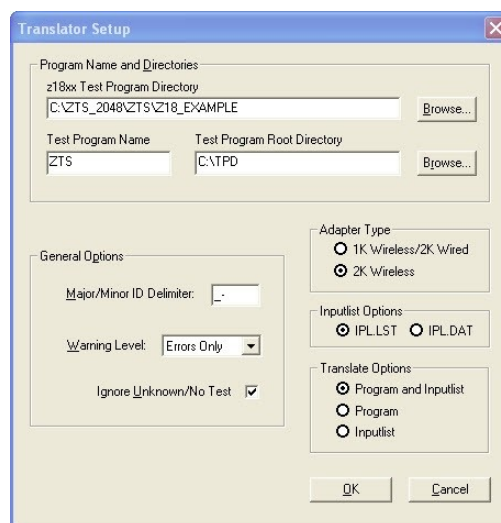 Translator Setup
Program Name and Directories
z18xx Test Program Directory
C:\ZTS_2048\ZTS\Z18_EXAMPLE
Browse...
Test Program Name
Test Program Root Directory
ZTS
C:\TPD
Browse...
General Options
Major/Minor ID Delimiter:
_-
Warning Level:
Errors Only
Ignore Unknown/No Test
Adapter Type
1K Wireless/2K Wired
2K Wireless
Inputlist Options
IPL.LST
IPL.DAT
Translate Options
Program and Inputlist
Program
Inputlist
OK
Cancel